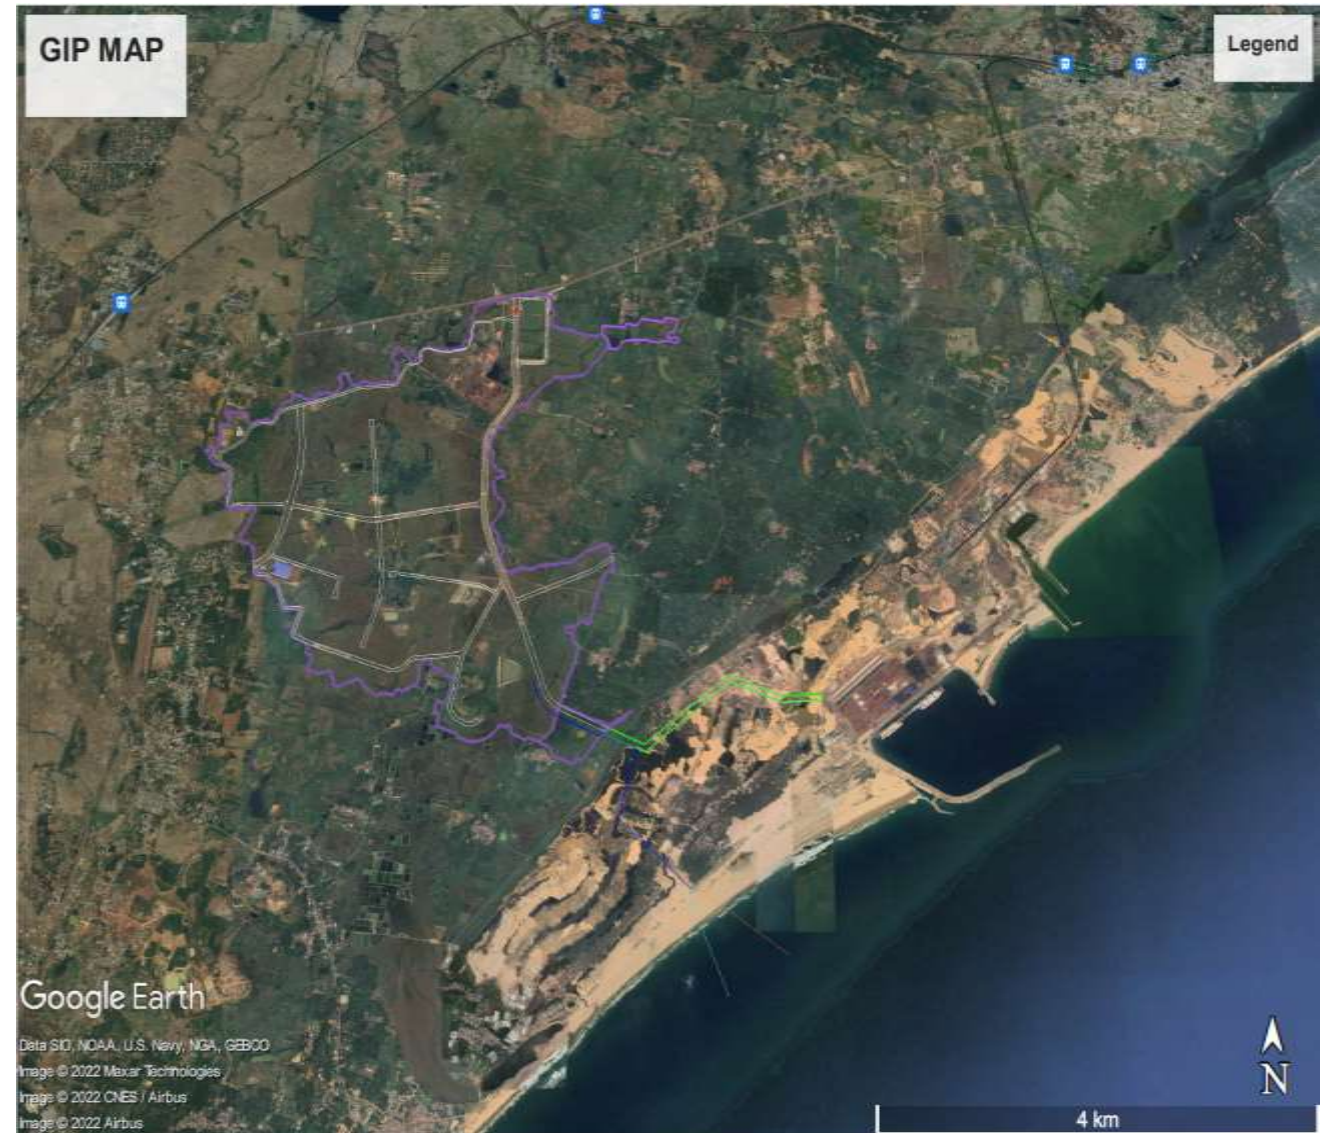 GIP MAP
Legend
Google Earth
Data SIO, NOAA, U.S. Navy, NGA, GEBCO
Image © 2022 Maxar Technologies
Image © 2022 CNES / Airbus
Image © 2022 Airbus
N
4 km